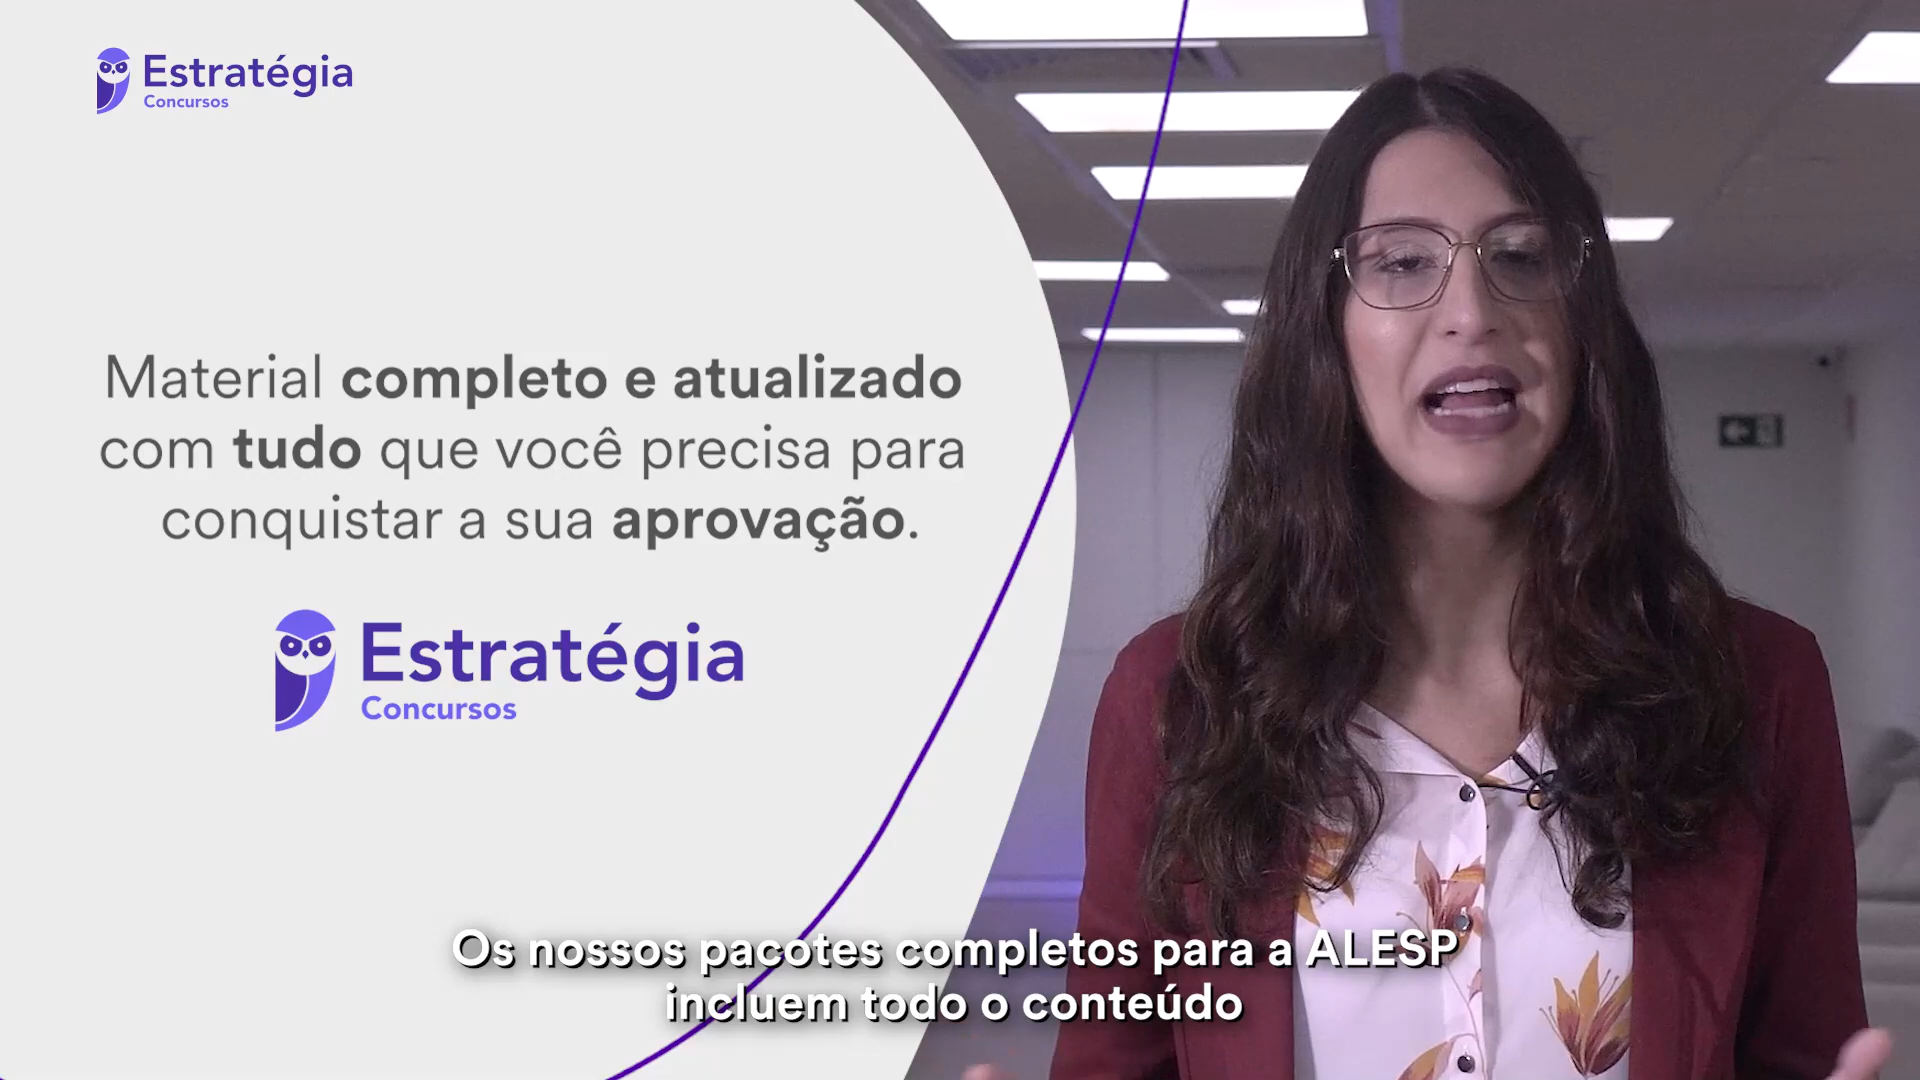 Estratégia
Concursos
Material completo e atualizado
com tudo que você precisa para
conquistar a sua aprovação.
Estratégia
Concursos
Os nossos pacotes completos para a ALESP
incluem todo o conteúdo